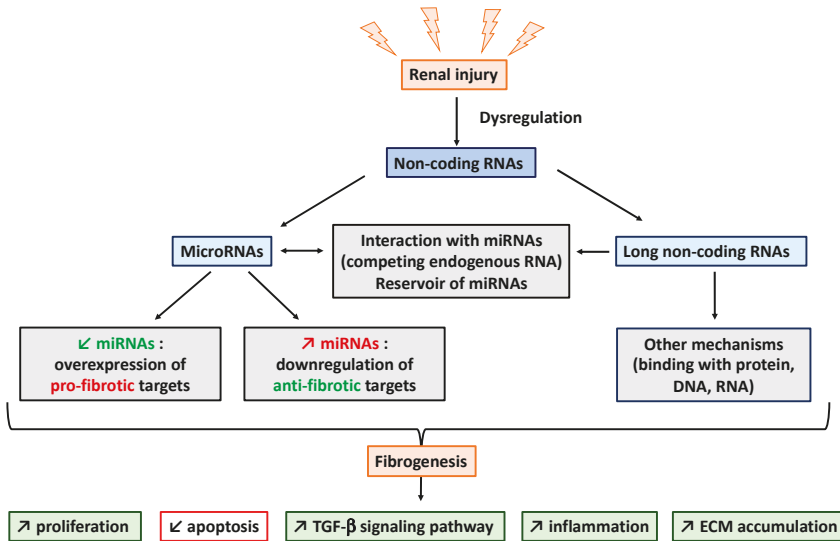 Renal injury
Dysregulation
Non-coding RNAs
MicroRNAs
Interaction with miRNAs
(competing endogenous RNA)
Reservoir of miRNAs
Long non-coding RNAs
↙ miRNAs :
overexpression of
pro-fibrotic targets
↗ miRNAs :
downregulation of
anti-fibrotic targets
Other mechanisms
(binding with protein,
DNA, RNA)
Fibrogenesis
↗ proliferation
↙ apoptosis
↗ TGF-β signaling pathway
↗ inflammation
↗ ECM accumulation